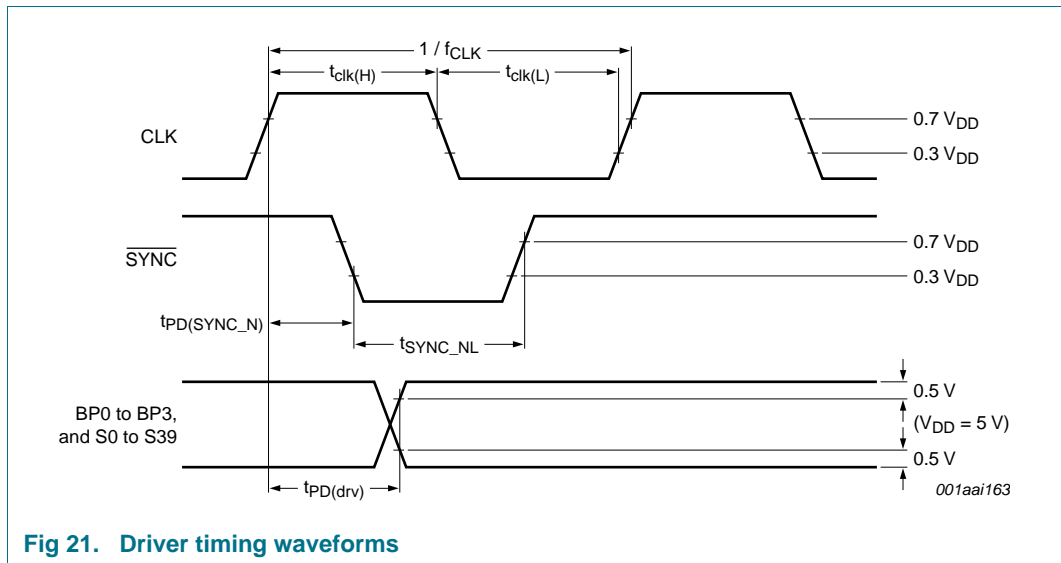 1 / fCLK
tclk(H)
tclk(L)
CLK
0.7 VDD
0.3 VDD
SYNC
0.7 VDD
0.3 VDD
tPD(SYNC_N)
tSYNC_NL
BP0 to BP3,
and S0 to S39
0.5 V
(VDD = 5 V)
0.5 V
tPD(drv)
001aai163
Fig 21. Driver timing waveforms